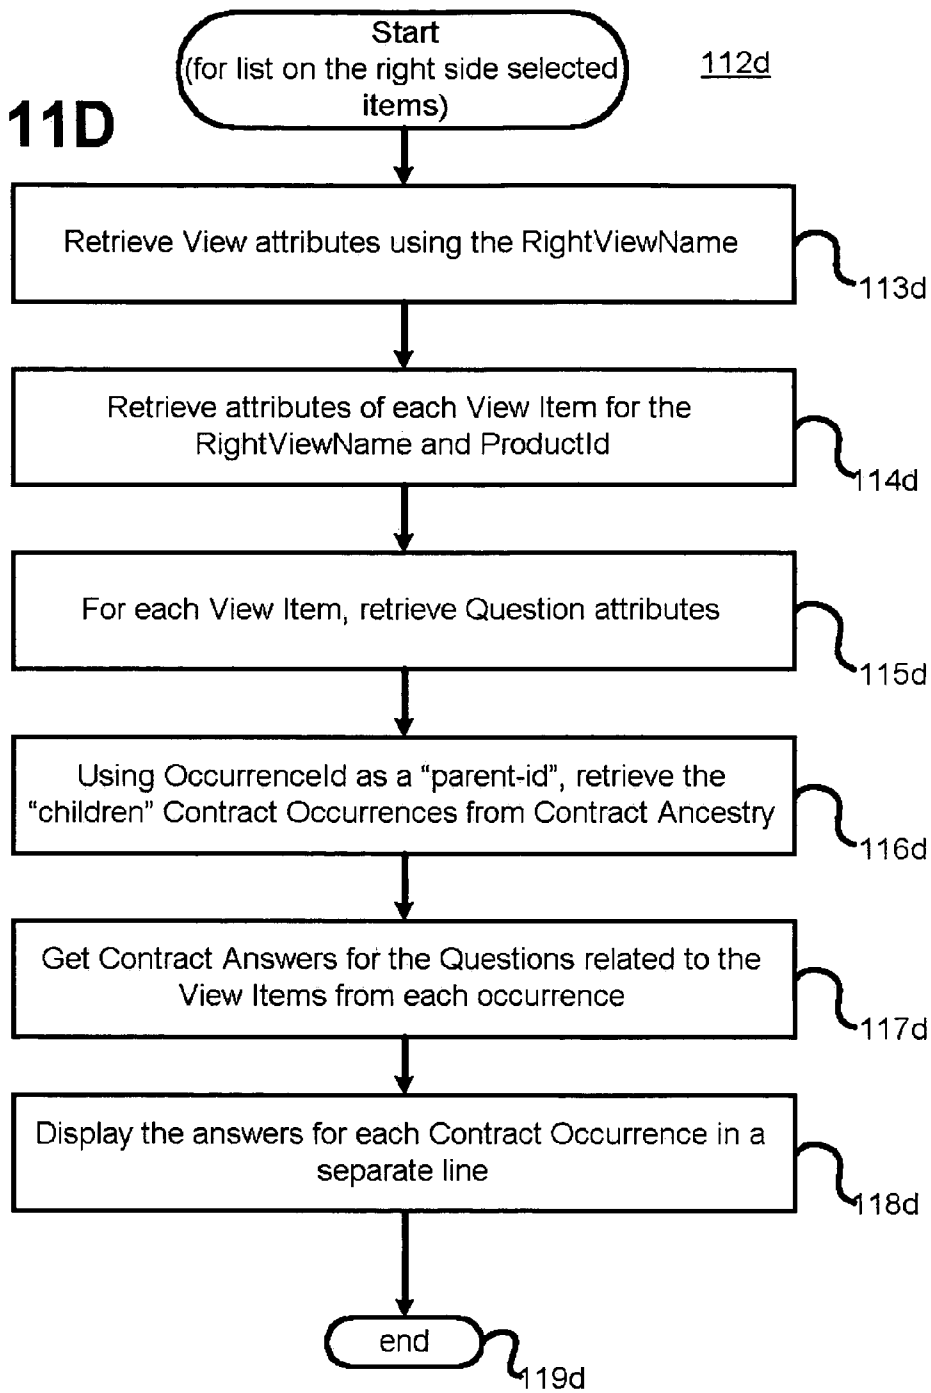 Start
(for list on the right side selected
items)
112d
11D
Retrieve View attributes using the RightViewName
113d
Retrieve attributes of each View Item for the
RightViewName and ProductId
114d
For each View Item, retrieve Question attributes
115d
Using OccurrenceId as a “parent-id”, retrieve the
“children” Contract Occurrences from Contract Ancestry
116d
Get Contract Answers for the Questions related to the
View Items from each occurrence
117d
Display the answers for each Contract Occurrence in a
separate line
118d
end
119d